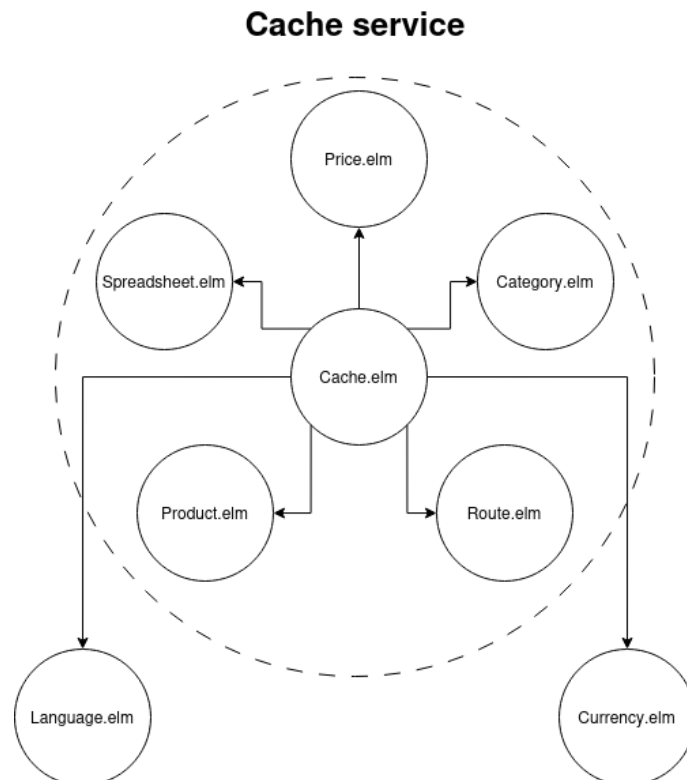 Cache service
Price.elm
Spreadsheet.elm
Category.elm
Cache.elm
Product.elm
Route.elm
Language.elm
Currency.elm